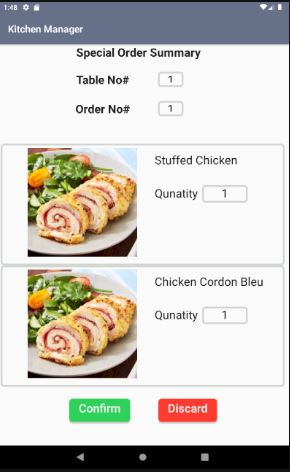 1:48
Kitchen Manager
Special Order Summary
Table No# 1
Order No# 1
Stuffed Chicken
Qunatity 1
Chicken Cordon Bleu
Qunatity 1
Confirm Discard